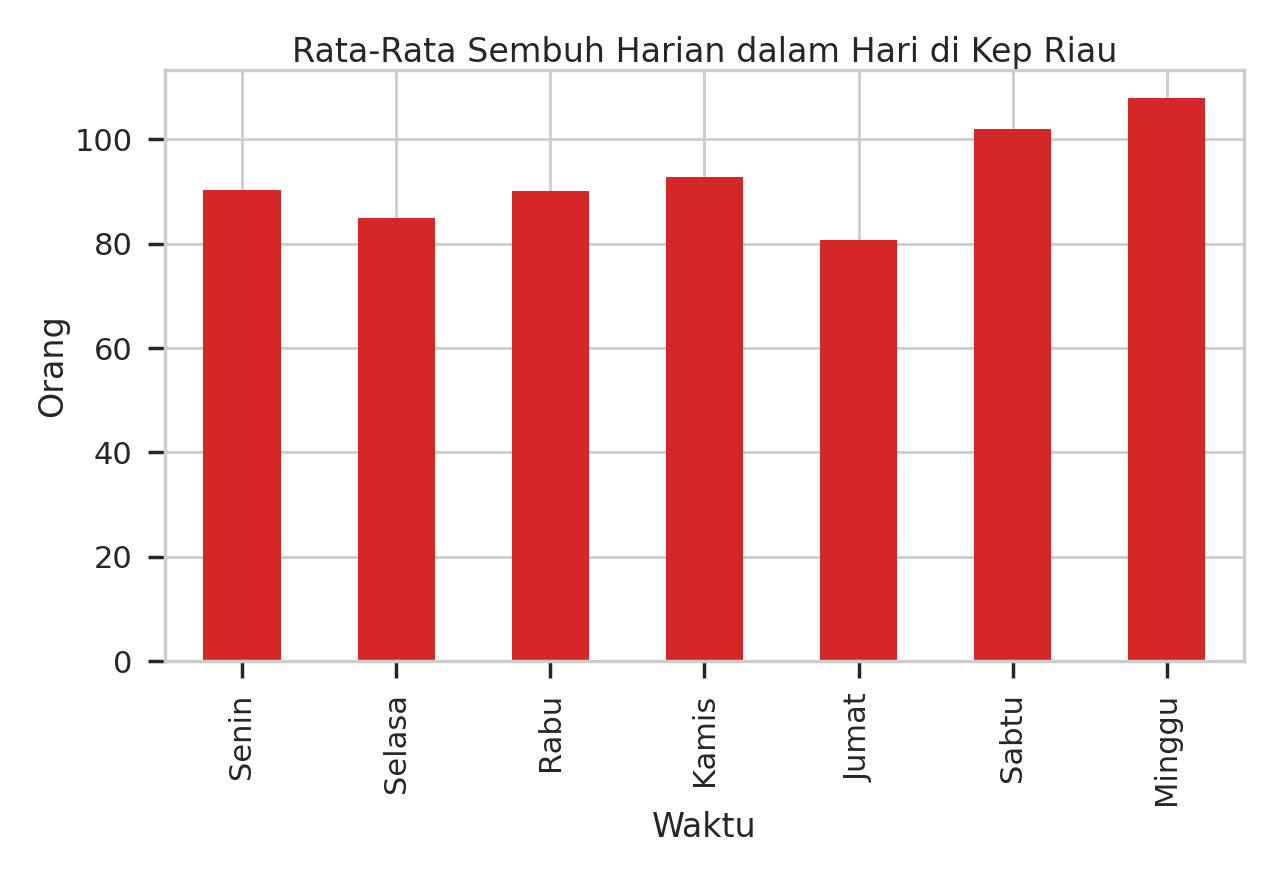 Rata-Rata Sembuh Harian dalam Hari di Kep Riau
Orang
100
80
60
40
20
0
Senin
Selasa
Rabu
Kamis
Jumat
Sabtu
Minggu
Waktu